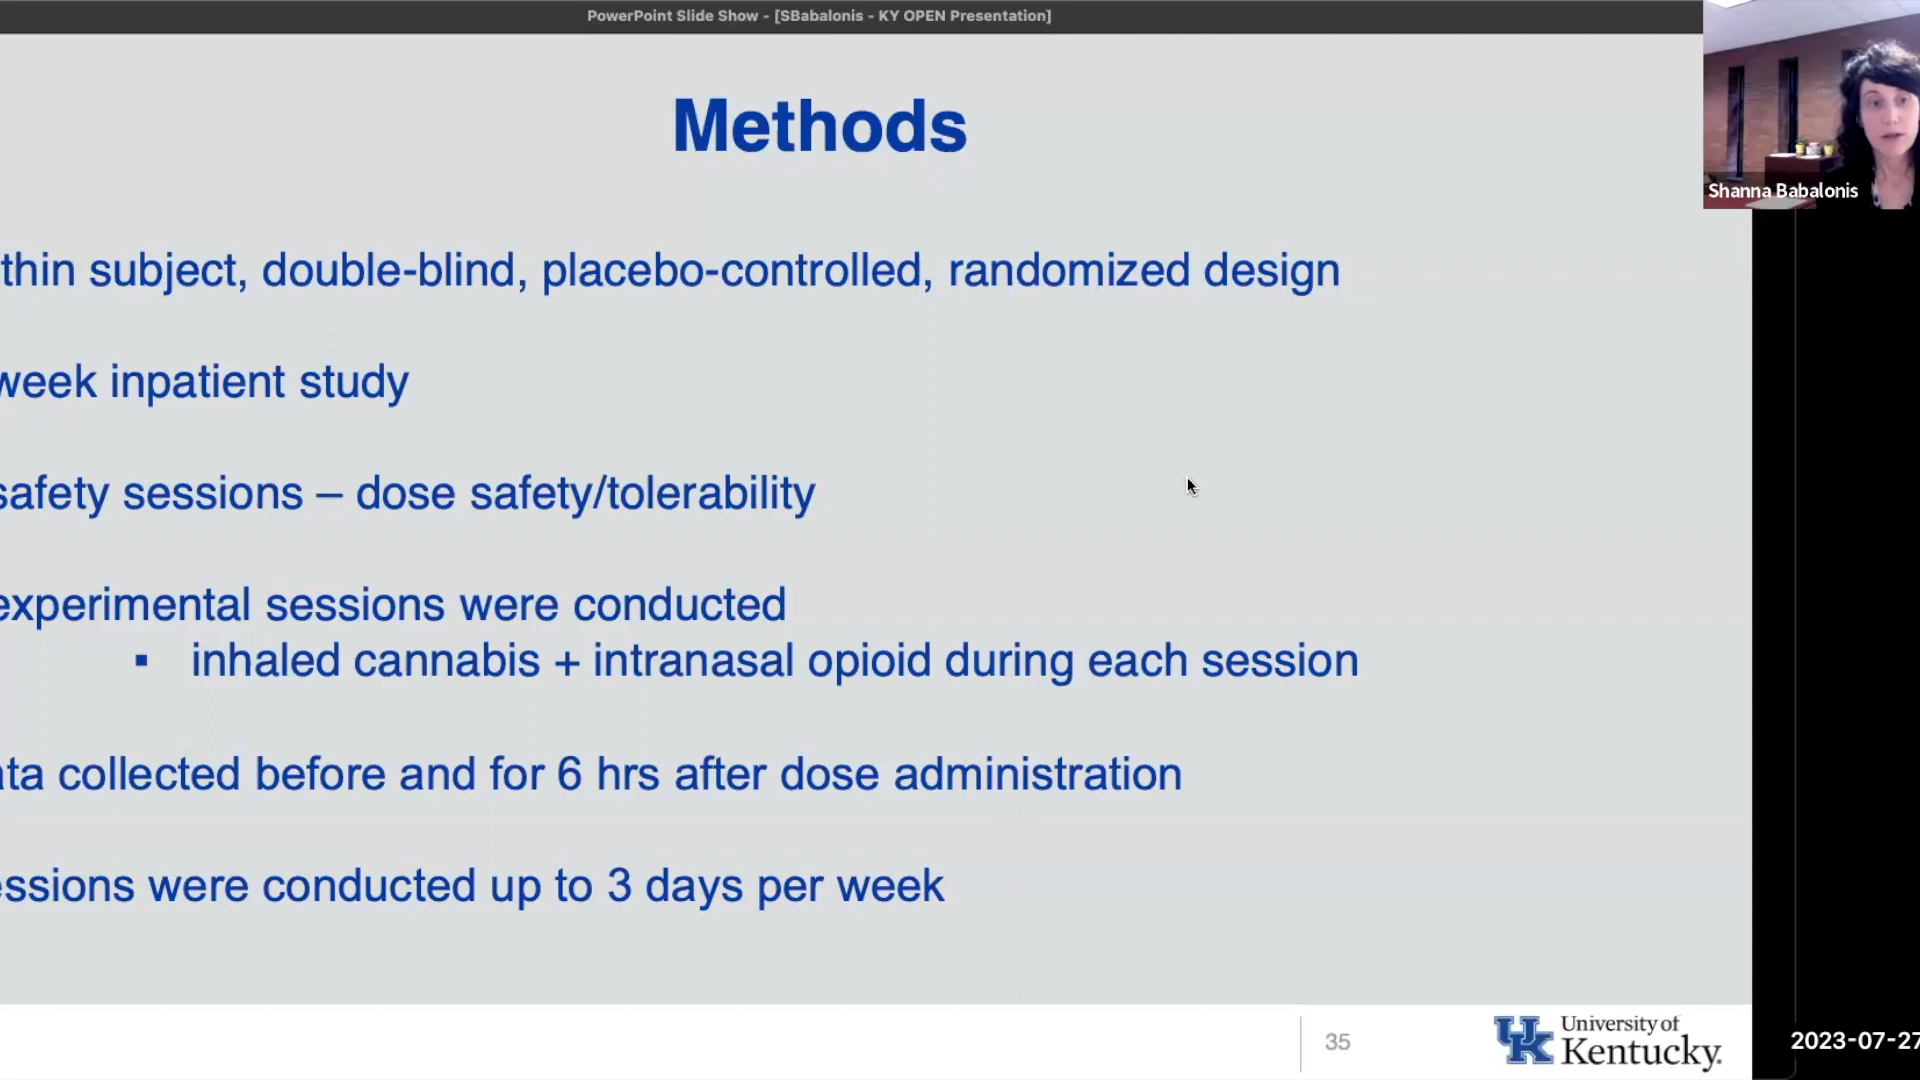 PowerPoint Slide Show - [SBabalonis - KY OPEN Presentation]
Shanna Babalonis
Methods
thin subject, double-blind, placebo-controlled, randomized design
week inpatient study
safety sessions – dose safety/tolerability
experimental sessions were conducted
▪ inhaled cannabis + intranasal opioid during each session
ata collected before and for 6 hrs after dose administration
essions were conducted up to 3 days per week
35
UK
University of
Kentucky.
2023-07-27